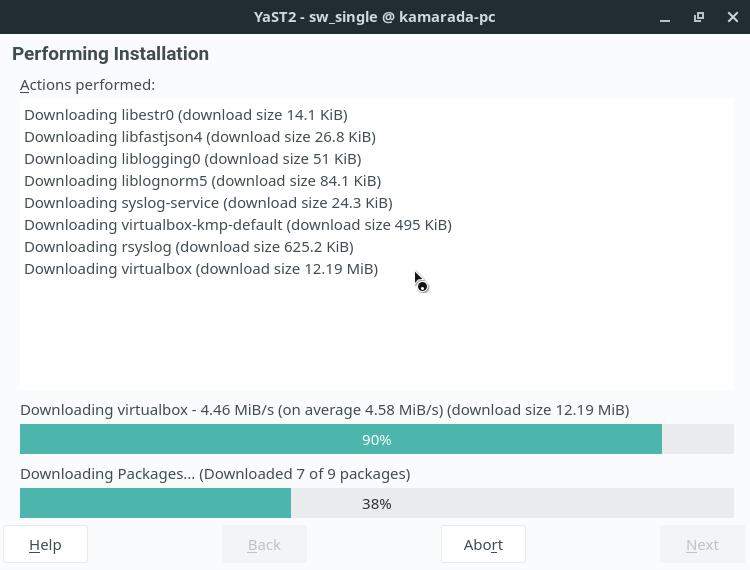 YaST2 - sw_single @ kamarada-pc
Performing Installation
Actions performed:
Downloading libestr0 (download size 14.1 KiB)
Downloading libfastjson4 (download size 26.8 KiB)
Downloading liblogging0 (download size 51 KiB)
Downloading liblognorm5 (download size 84.1 KiB)
Downloading syslog-service (download size 24.3 KiB)
Downloading virtualbox-kmp-default (download size 495 KiB)
Downloading rsyslog (download size 625.2 KiB)
Downloading virtualbox (download size 12.19 MiB)
Downloading virtualbox - 4.46 MiB/s (on average 4.58 MiB/s) (download size 12.19 MiB)
90%
Downloading Packages... (Downloaded 7 of 9 packages)
38%
Help Back Abort Next